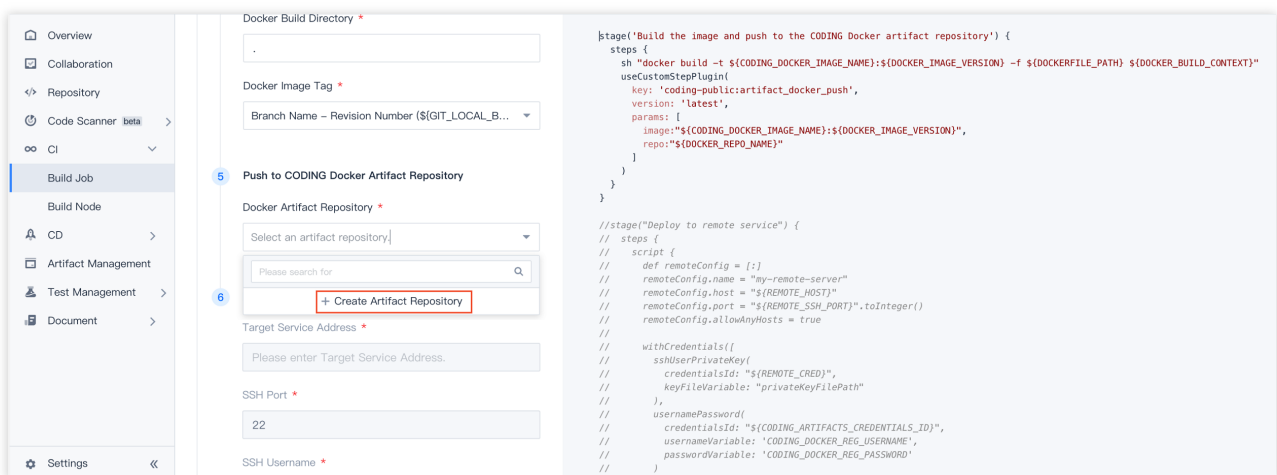 Overview
Collaboration
Repository
Code Scanner beta
CI
Build Job
Build Node
CD
Artifact Management
Test Management
Document
Settings
Docker Build Directory *
.
Docker Image Tag *
Branch Name – Revision Number (${GIT_LOCAL_B...
5 Push to CODING Docker Artifact Repository
Docker Artifact Repository *
Select an artifact repository.
Please search for
+ Create Artifact Repository
6
Target Service Address *
Please enter Target Service Address.
SSH Port *
22
SSH Username *
stage('Build the image and push to the CODING Docker artifact repository') {
steps {
sh "docker build -t ${CODING_DOCKER_IMAGE_NAME}:${DOCKER_IMAGE_VERSION} -f ${DOCKERFILE_PATH} ${DOCKER_BUILD_CONTEXT}"
useCustomStepPlugin(
key: 'coding-public:artifact_docker_push',
version: 'latest',
params: [
image:"${CODING_DOCKER_IMAGE_NAME}:${DOCKER_IMAGE_VERSION}",
repo:"${DOCKER_REPO_NAME}"
]
)
}
}
//stage("Deploy to remote service") {
// steps {
// script {
// def remoteConfig = [:]
// remoteConfig.name = "my-remote-server"
// remoteConfig.host = "${REMOTE_HOST}"
// remoteConfig.port = "${REMOTE_SSH_PORT}".toInteger()
// remoteConfig.allowAnyHosts = true
//
// withCredentials([
// sshUserPrivateKey(
// credentialsId: "${REMOTE_CRED}",
// keyFileVariable: "privateKeyFilePath"
// ),
// usernamePassword(
// credentialsId: "${CODING_ARTIFACTS_CREDENTIALS_ID}",
// usernameVariable: 'CODING_DOCKER_REG_USERNAME',
// passwordVariable: 'CODING_DOCKER_REG_PASSWORD'
// )